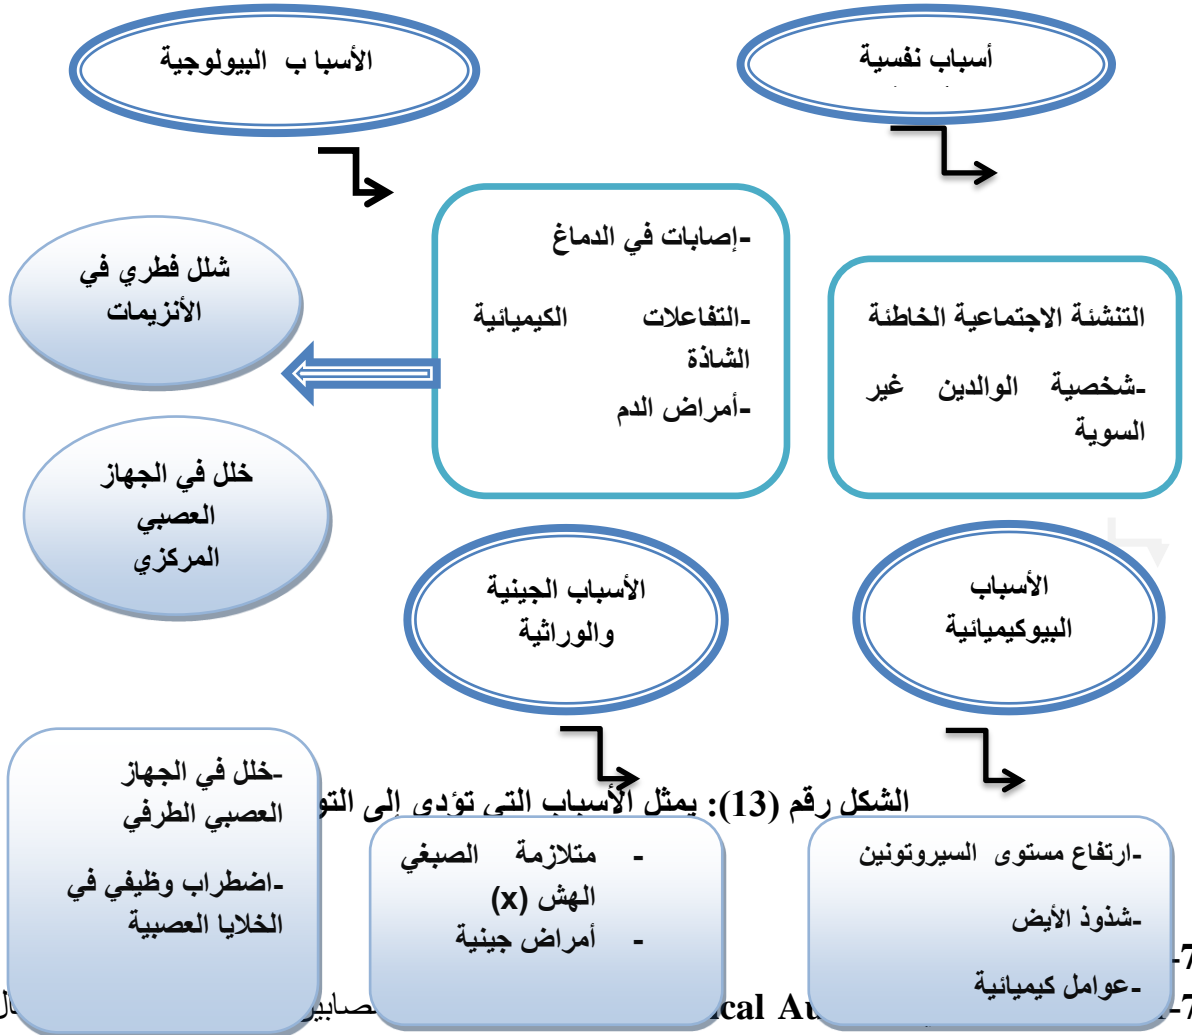 أسباب نفسية
الأسبا ب البيولوجية
-إصابات في الدماغ
-التفاعلات الكيميائية
الشاذة
-أمراض الدم
التنشئة الاجتماعية الخاطئة
-شخصية الوالدين غير
السوية
شلل فطري في
الأنزيمات
خلل في الجهاز
العصبي
المركزي
الأسباب
البيوكيميائية
الأسباب الجينية
والوراثية
-خلل في الجهاز
العصبي الطرفي
-اضطراب وظيفي في
الخلايا العصبية
الشكل رقم (13): يمثل الأسباب التي تؤدي إلى
- متلازمة الصبغي
الهش (x)
- أمراض جينية
-ارتفاع مستوى السيروتونين
-شذوذ الأيض
-عوامل كيميائية
7-
7-